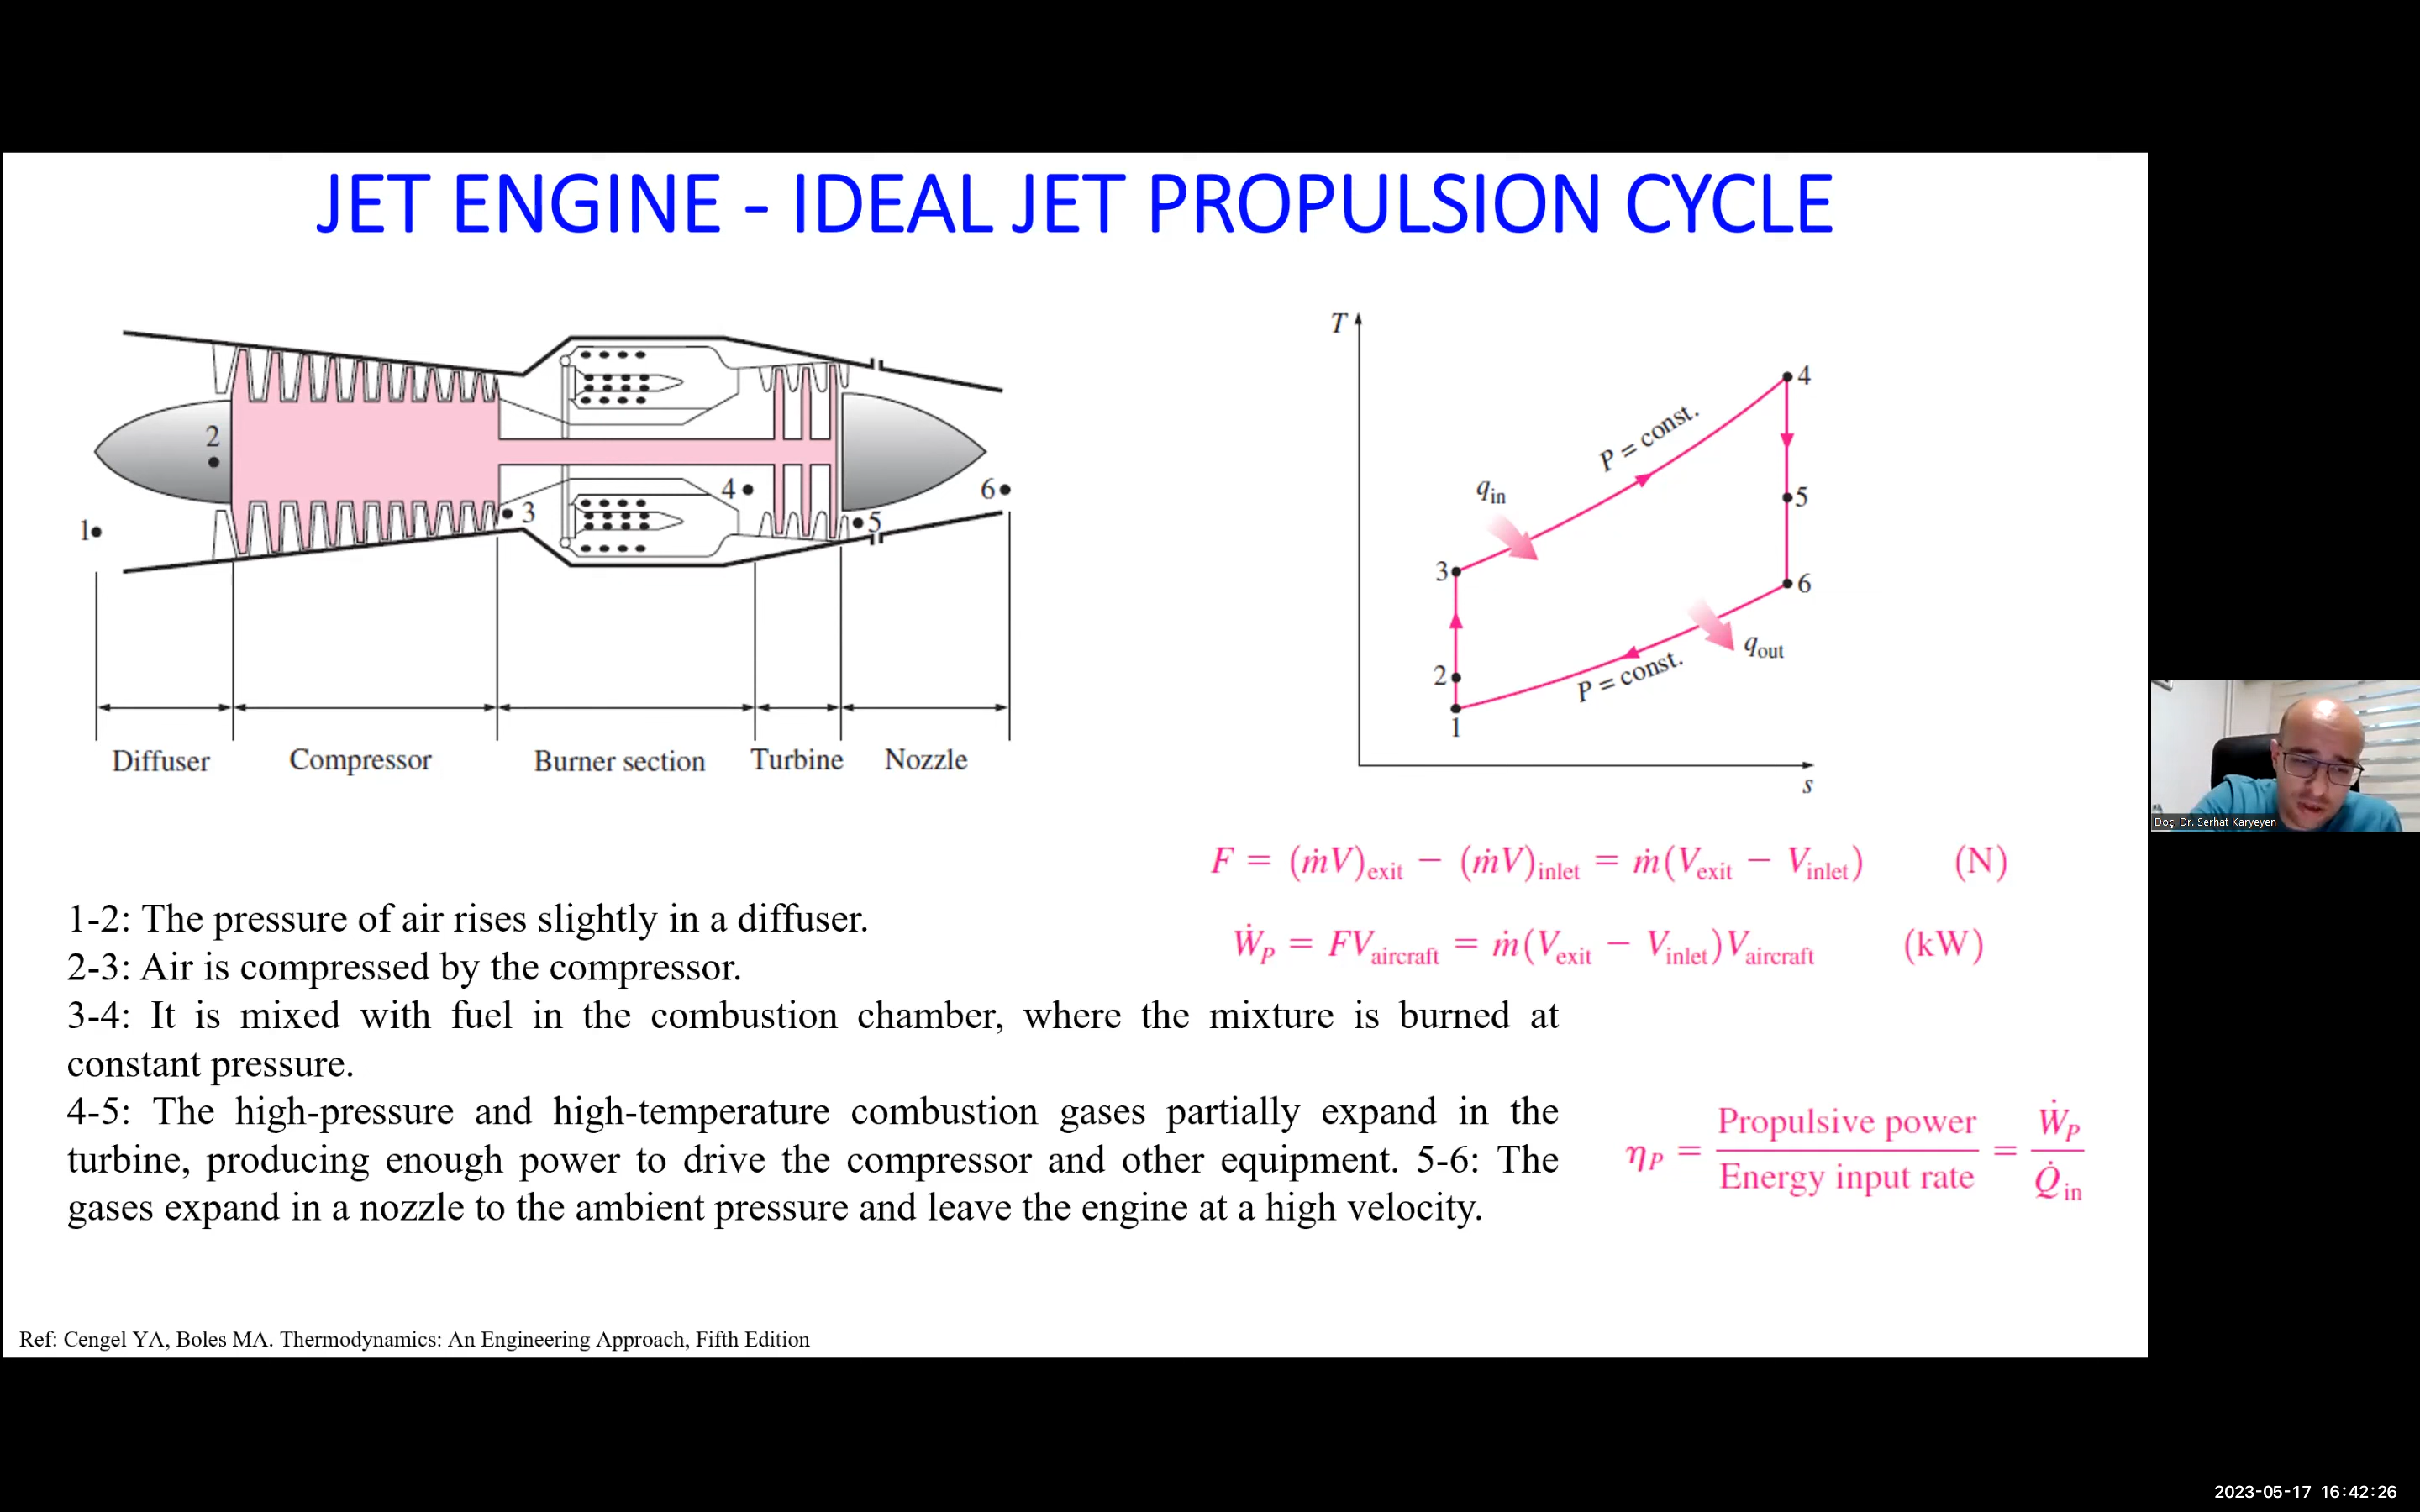 JET ENGINE - IDEAL JET PROPULSION CYCLE
2
1
3
4
5
6
Diffuser
Compressor
Burner section
Turbine
Nozzle
T
4
P = const.
q_in
5
3
6
q_out
P = const.
2
1
s
F = (ṁV)_exit − (ṁV)_inlet = ṁ(V_exit − V_inlet) (N)
Ẇ_P = FV_aircraft = ṁ(V_exit − V_inlet)V_aircraft (kW)
1-2: The pressure of air rises slightly in a diffuser.
2-3: Air is compressed by the compressor.
3-4: It is mixed with fuel in the combustion chamber, where the mixture is burned at
constant pressure.
4-5: The high-pressure and high-temperature combustion gases partially expand in the
turbine, producing enough power to drive the compressor and other equipment. 5-6: The
gases expand in a nozzle to the ambient pressure and leave the engine at a high velocity.
η_P = Propulsive power / Energy input rate = Ẇ_P / Q̇_in
Ref: Cengel YA, Boles MA. Thermodynamics: An Engineering Approach, Fifth Edition
Doç. Dr. Serhat Karyeyen
2023-05-17 16:42:26